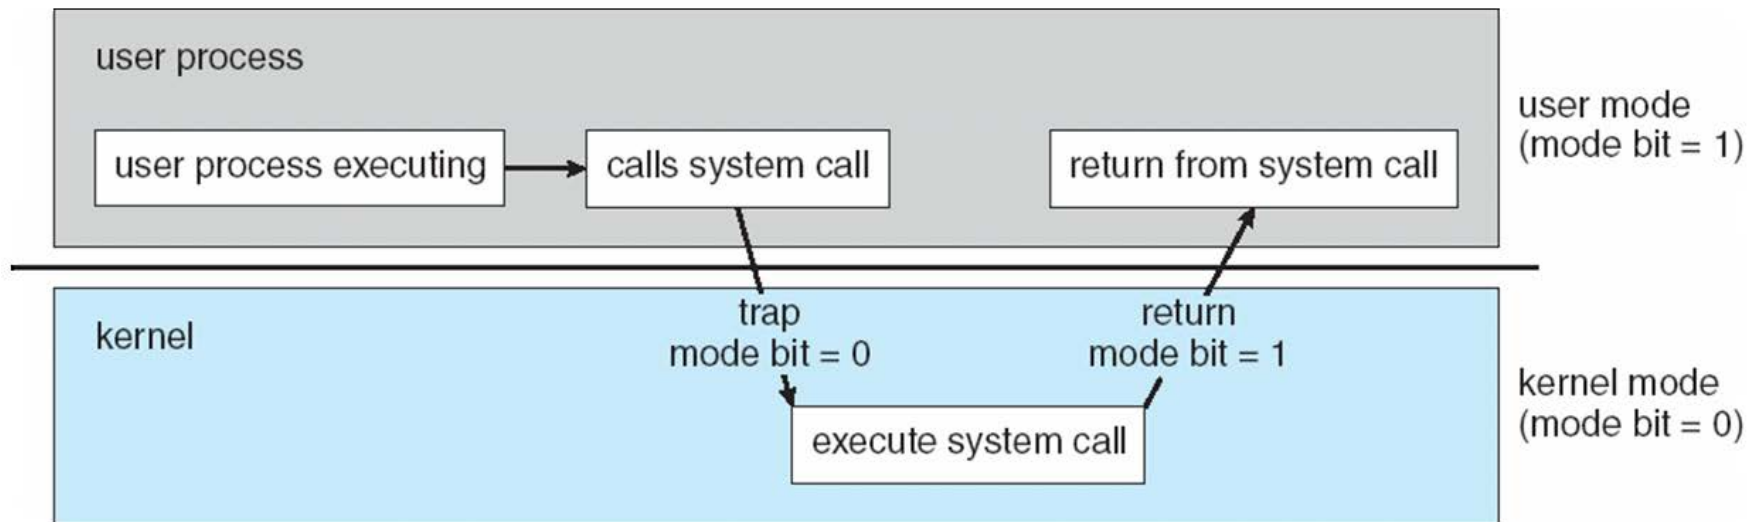 user process
user process executing
calls system call
return from system call
user mode
(mode bit = 1)
kernel
trap
mode bit = 0
return
mode bit = 1
execute system call
kernel mode
(mode bit = 0)